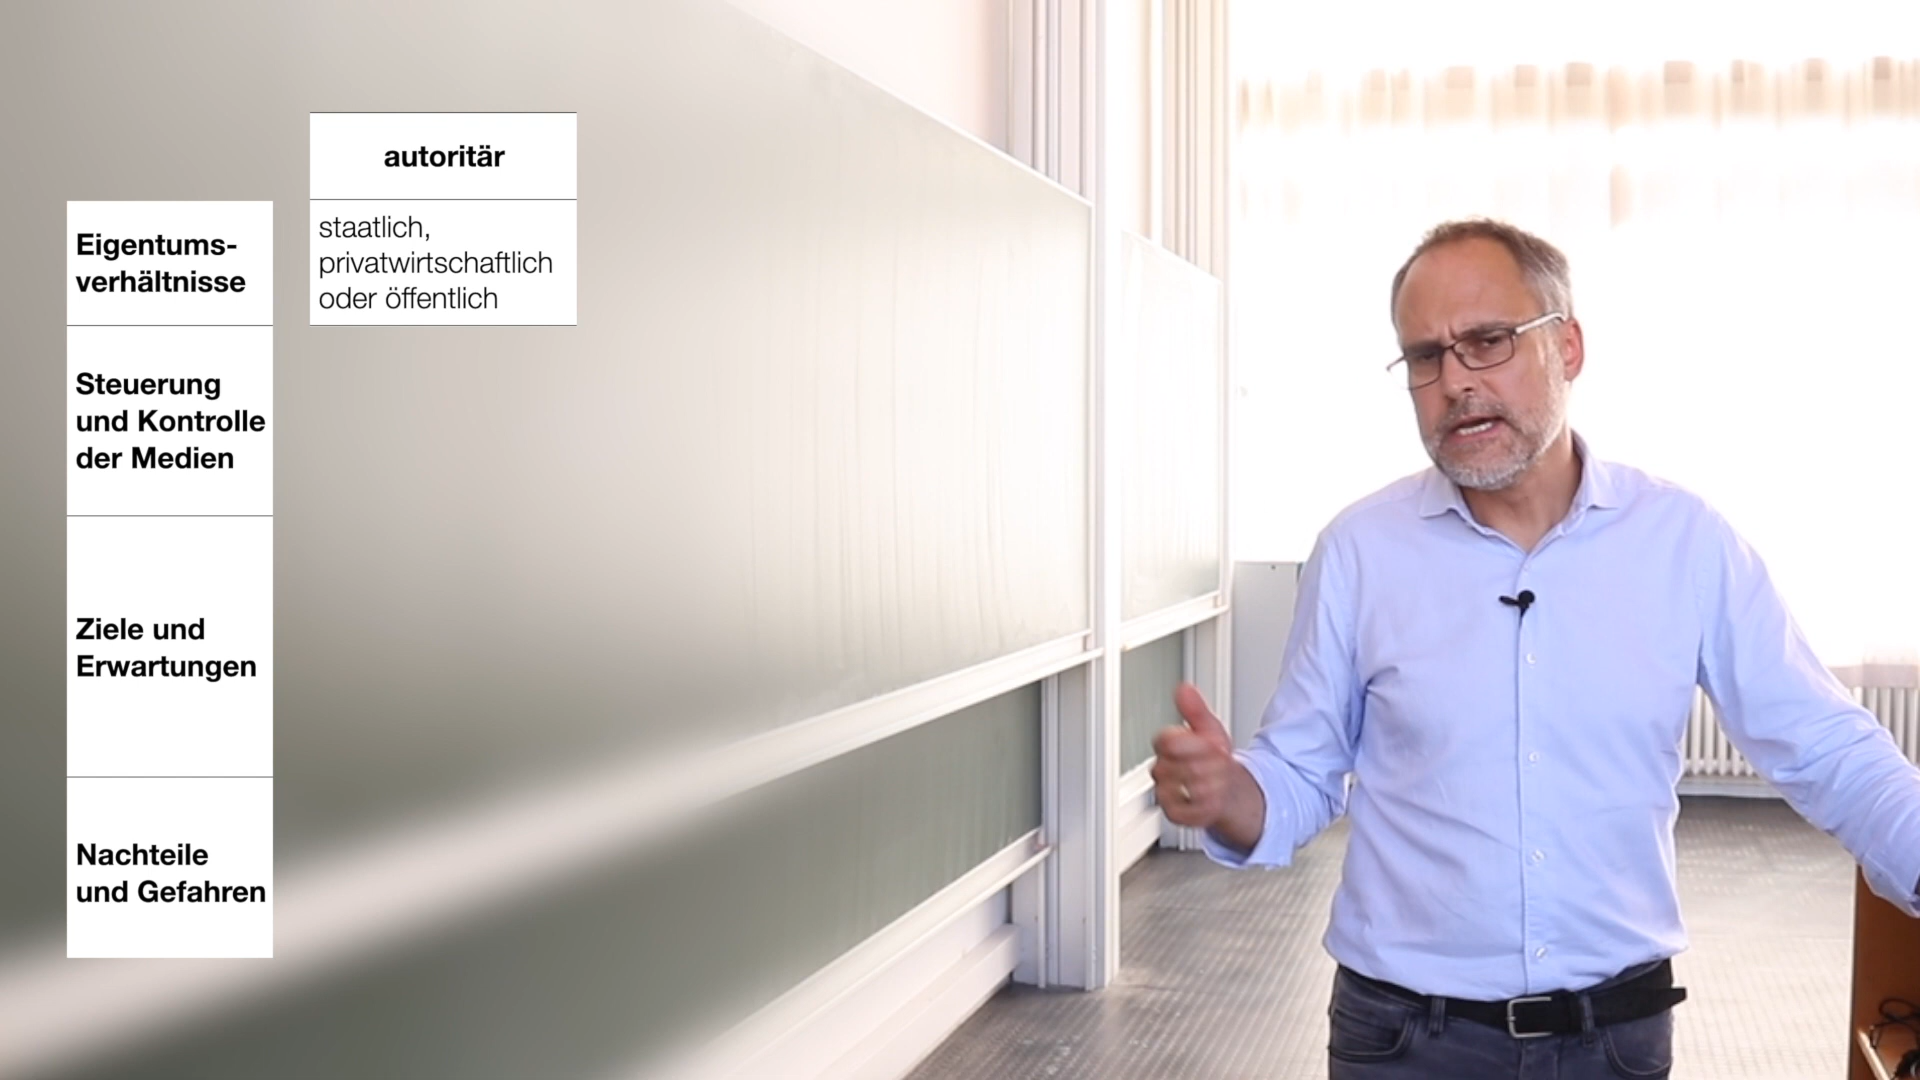 autoritär
staatlich,
privatwirtschaftlich
oder öffentlich
Eigentums-
verhältnisse
Steuerung
und Kontrolle
der Medien
Ziele und
Erwartungen
Nachteile
und Gefahren